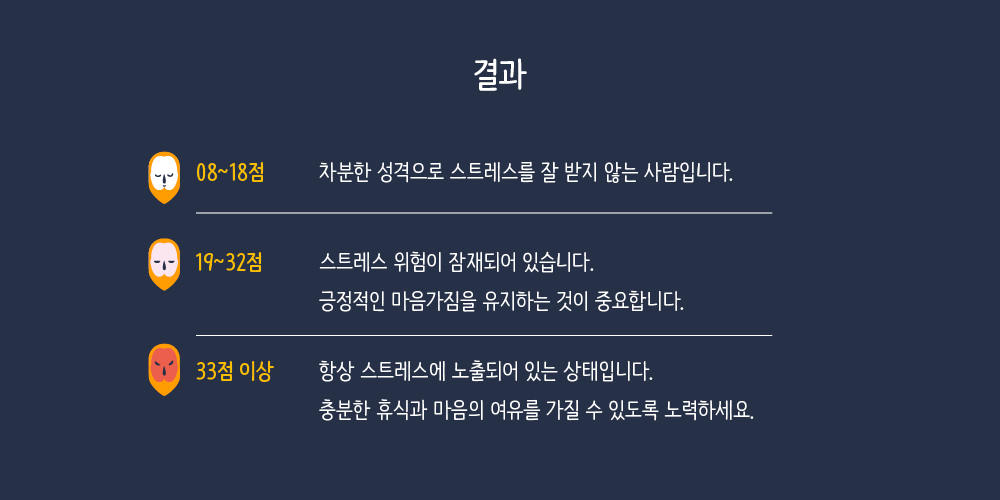 결과
08~18점
차분한 성격으로 스트레스를 잘 받지 않는 사람입니다.
19~32점
스트레스 위험이 잠재되어 있습니다.
긍정적인 마음가짐을 유지하는 것이 중요합니다.
33점 이상
항상 스트레스에 노출되어 있는 상태입니다.
충분한 휴식과 마음의 여유를 가질 수 있도록 노력하세요.